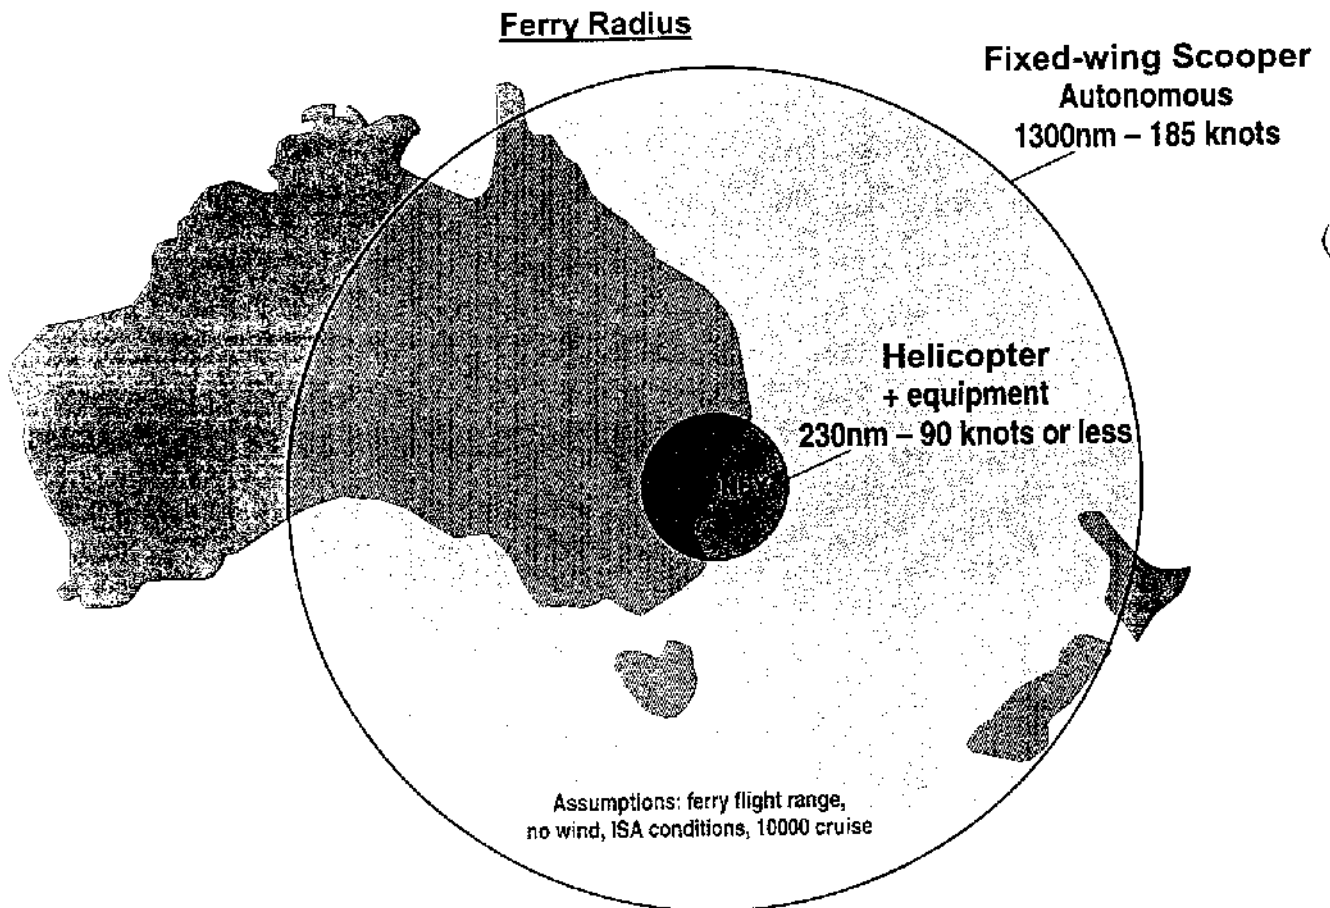 Ferry Radius
Fixed-wing Scooper
Autonomous
1300nm – 185 knots
Helicopter
+ equipment
230nm – 90 knots or less
Assumptions: ferry flight range,
no wind, ISA conditions, 10000 cruise